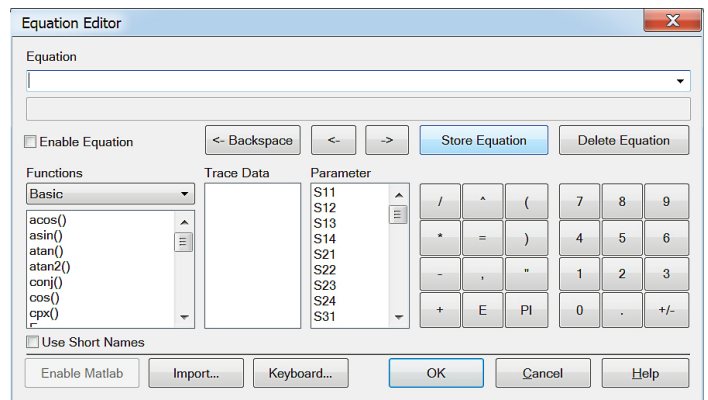 Equation Editor
X
Equation
Enable Equation
<- Backspace
<-
->
Store Equation
Delete Equation
Functions
Trace Data
Parameter
Basic
acos()
asin()
atan()
atan2()
conj()
cos()
cpx()
S11
S12
S13
S14
S21
S22
S23
S24
S31
/ ^ ( 7 8 9
* = ) 4 5 6
- , " 1 2 3
+ E PI 0 . +/-
Use Short Names
Enable Matlab
Import...
Keyboard...
OK
Cancel
Help